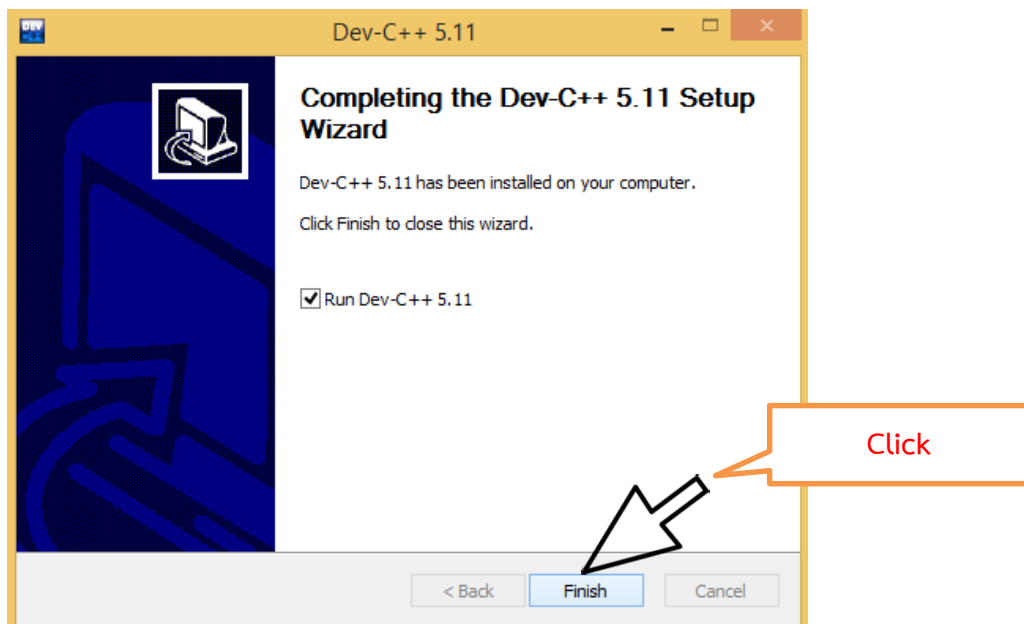 DEV
C++
Dev-C++ 5.11
Completing the Dev-C++ 5.11 Setup
Wizard
Dev-C++ 5.11 has been installed on your computer.
Click Finish to close this wizard.
Run Dev-C++ 5.11
Click
< Back
Finish
Cancel